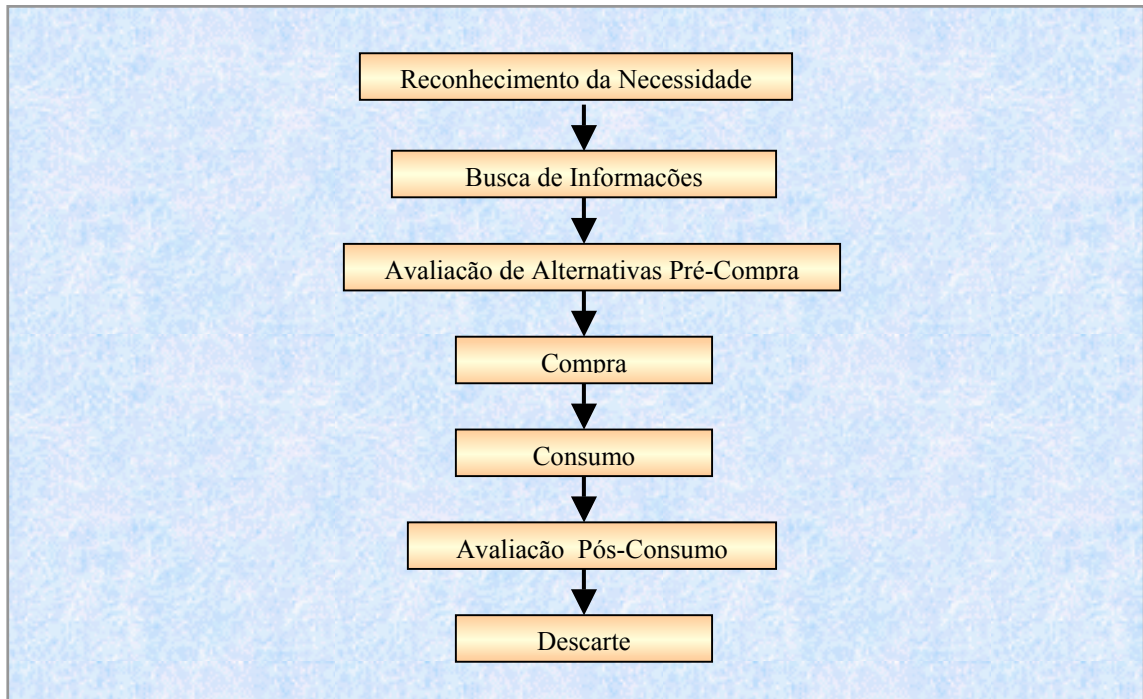 Reconhecimento da Necessidade
Busca de Informações
Avaliação de Alternativas Pré-Compra
Compra
Consumo
Avaliação Pós-Consumo
Descarte